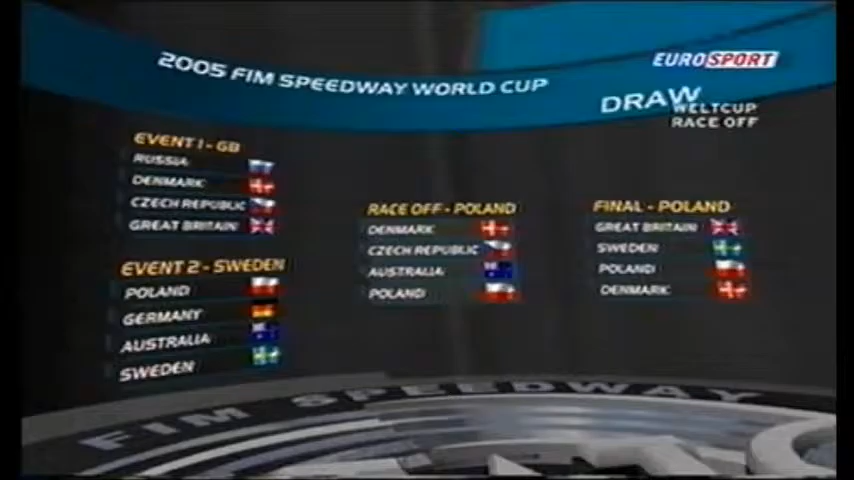 2005 FIM SPEEDWAY WORLD CUP
EUROSPORT
DRAW
WELTCUP
RACE OFF
EVENT 1 - GB
RUSSIA
DENMARK
CZECH REPUBLIC
GREAT BRITAIN
EVENT 2 - SWEDEN
POLAND
GERMANY
AUSTRALIA
SWEDEN
RACE OFF - POLAND
DENMARK
CZECH REPUBLIC
AUSTRALIA
POLAND
FINAL - POLAND
GREAT BRITAIN
SWEDEN
POLAND
DENMARK
FIM SPEEDWAY